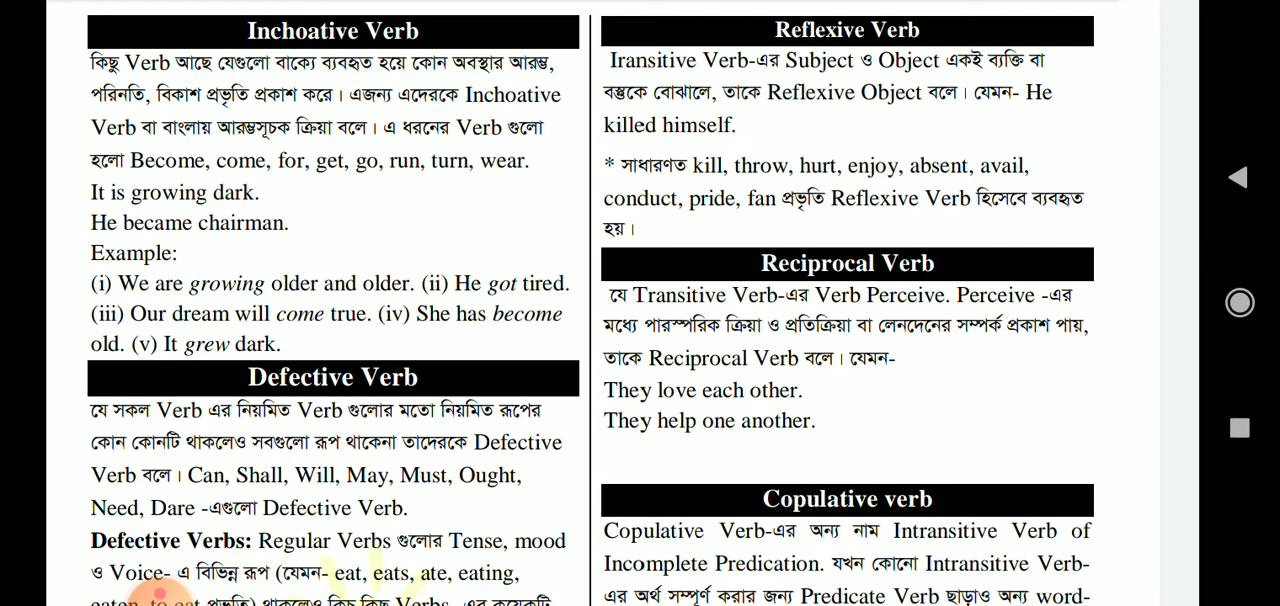 Inchoative Verb
কিছু Verb আছে যেগুলো বাক্যে ব্যবহৃত হয়ে কোন অবস্থার আরম্ভ,
পরিনতি, বিকাশ প্রভৃতি প্রকাশ করে। এজন্য এদেরকে Inchoative
Verb বা বাংলায় আরম্ভসূচক ক্রিয়া বলে। এ ধরনের Verb গুলো
হলো Become, come, for, get, go, run, turn, wear.
It is growing dark.
He became chairman.
Example:
(i) We are growing older and older. (ii) He got tired.
(iii) Our dream will come true. (iv) She has become
old. (v) It grew dark.
Defective Verb
যে সকল Verb এর নিয়মিত Verb গুলোর মতো নিয়মিত রূপের
কোন কোনটি থাকলেও সবগুলো রূপ থাকেনা তাদেরকে Defective
Verb বলে। Can, Shall, Will, May, Must, Ought,
Need, Dare -এগুলো Defective Verb.
Defective Verbs: Regular Verbs গুলোর Tense, mood
ও Voice- এ বিভিন্ন রূপ (যেমন- eat, eats, ate, eating,
eaten, to eat প্রভৃতি) থাকলেও কিছু কিছু Verbs -এর কয়েকটি
Reflexive Verb
Iransitive Verb-এর Subject ও Object একই ব্যক্তি বা
বস্তুকে বোঝালে, তাকে Reflexive Object বলে। যেমন- He
killed himself.
* সাধারণত kill, throw, hurt, enjoy, absent, avail,
conduct, pride, fan প্রভৃতি Reflexive Verb হিসেবে ব্যবহৃত
হয়।
Reciprocal Verb
যে Transitive Verb-এর Verb Perceive. Perceive -এর
মধ্যে পারস্পরিক ক্রিয়া ও প্রতিক্রিয়া বা লেনদেনের সম্পর্ক প্রকাশ পায়,
তাকে Reciprocal Verb বলে। যেমন-
They love each other.
They help one another.
Copulative verb
Copulative Verb-এর অন্য নাম Intransitive Verb of
Incomplete Predication. যখন কোনো Intransitive Verb-
এর অর্থ সম্পূর্ণ করার জন্য Predicate Verb ছাড়াও অন্য word-